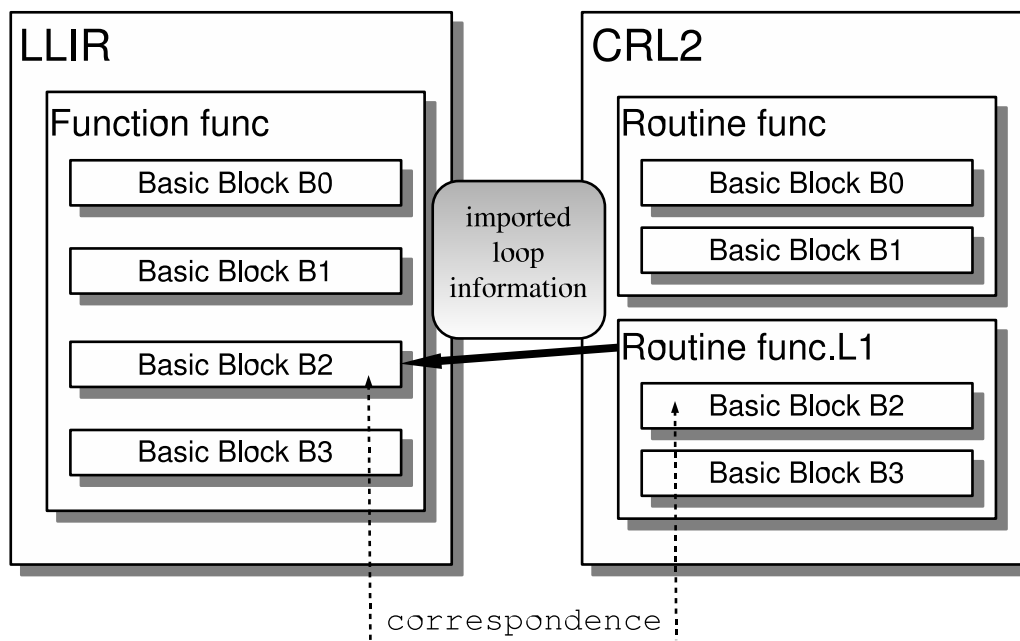 LLIR
Function func
Basic Block B0
Basic Block B1
Basic Block B2
Basic Block B3
imported
loop
information
CRL2
Routine func
Basic Block B0
Basic Block B1
Routine func.L1
Basic Block B2
Basic Block B3
correspondence